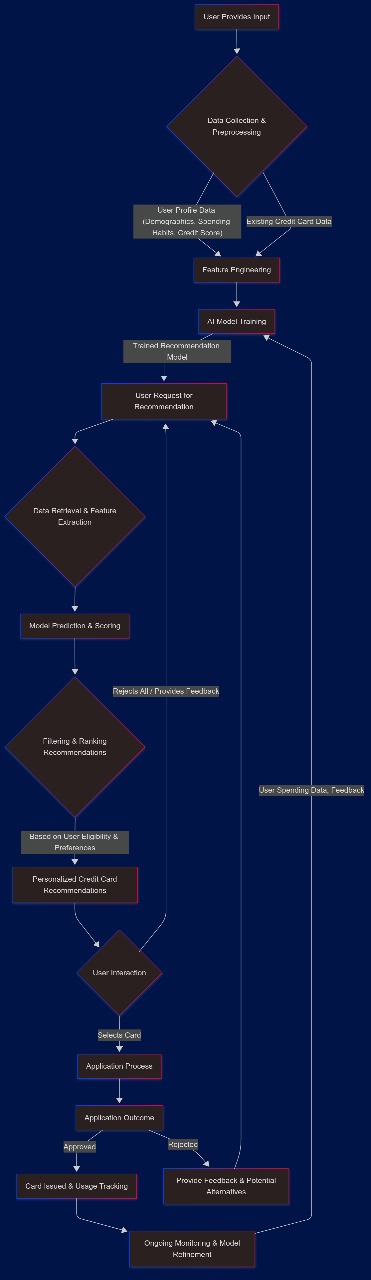 User Provides Input
Data Collection &
Preprocessing
User Profile Data
(Demographics, Spending
Habits, Credit Score)
Existing Credit Card Data
Feature Engineering
AI Model Training
Trained Recommendation
Model
User Request for
Recommendation
Data Retrieval & Feature
Extraction
Model Prediction & Scoring
Rejects All / Provides Feedback
Filtering & Ranking
Recommendations
User Spending Data, Feedback
Based on User Eligibility &
Preferences
Personalized Credit Card
Recommendations
User Interaction
Selects Card
Application Process
Application Outcome
Approved
Rejected
Card Issued & Usage Tracking
Provide Feedback & Potential
Alternatives
Ongoing Monitoring & Model
Refinement